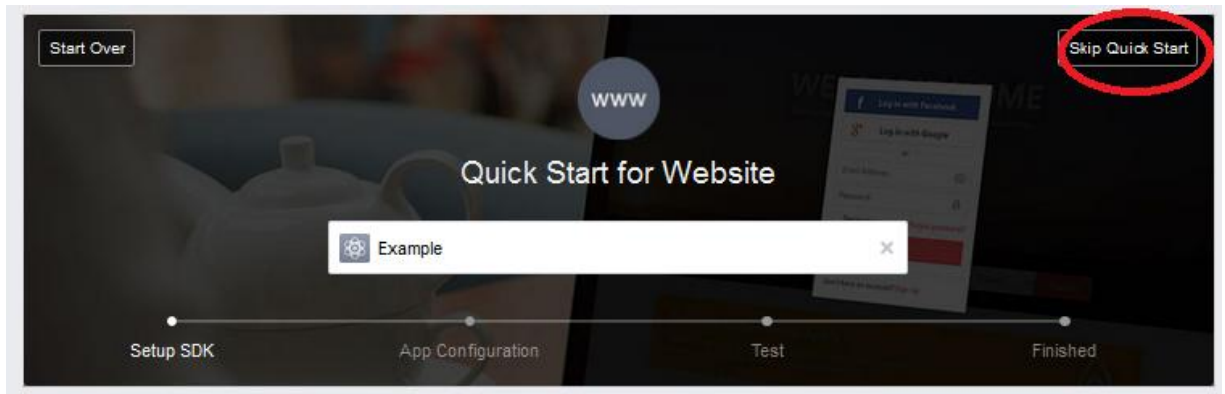 Start Over
Skip Quick Start
www
Quick Start for Website
Log in with Facebook
Log in with Google
Example
Setup SDK
App Configuration
Test
Finished